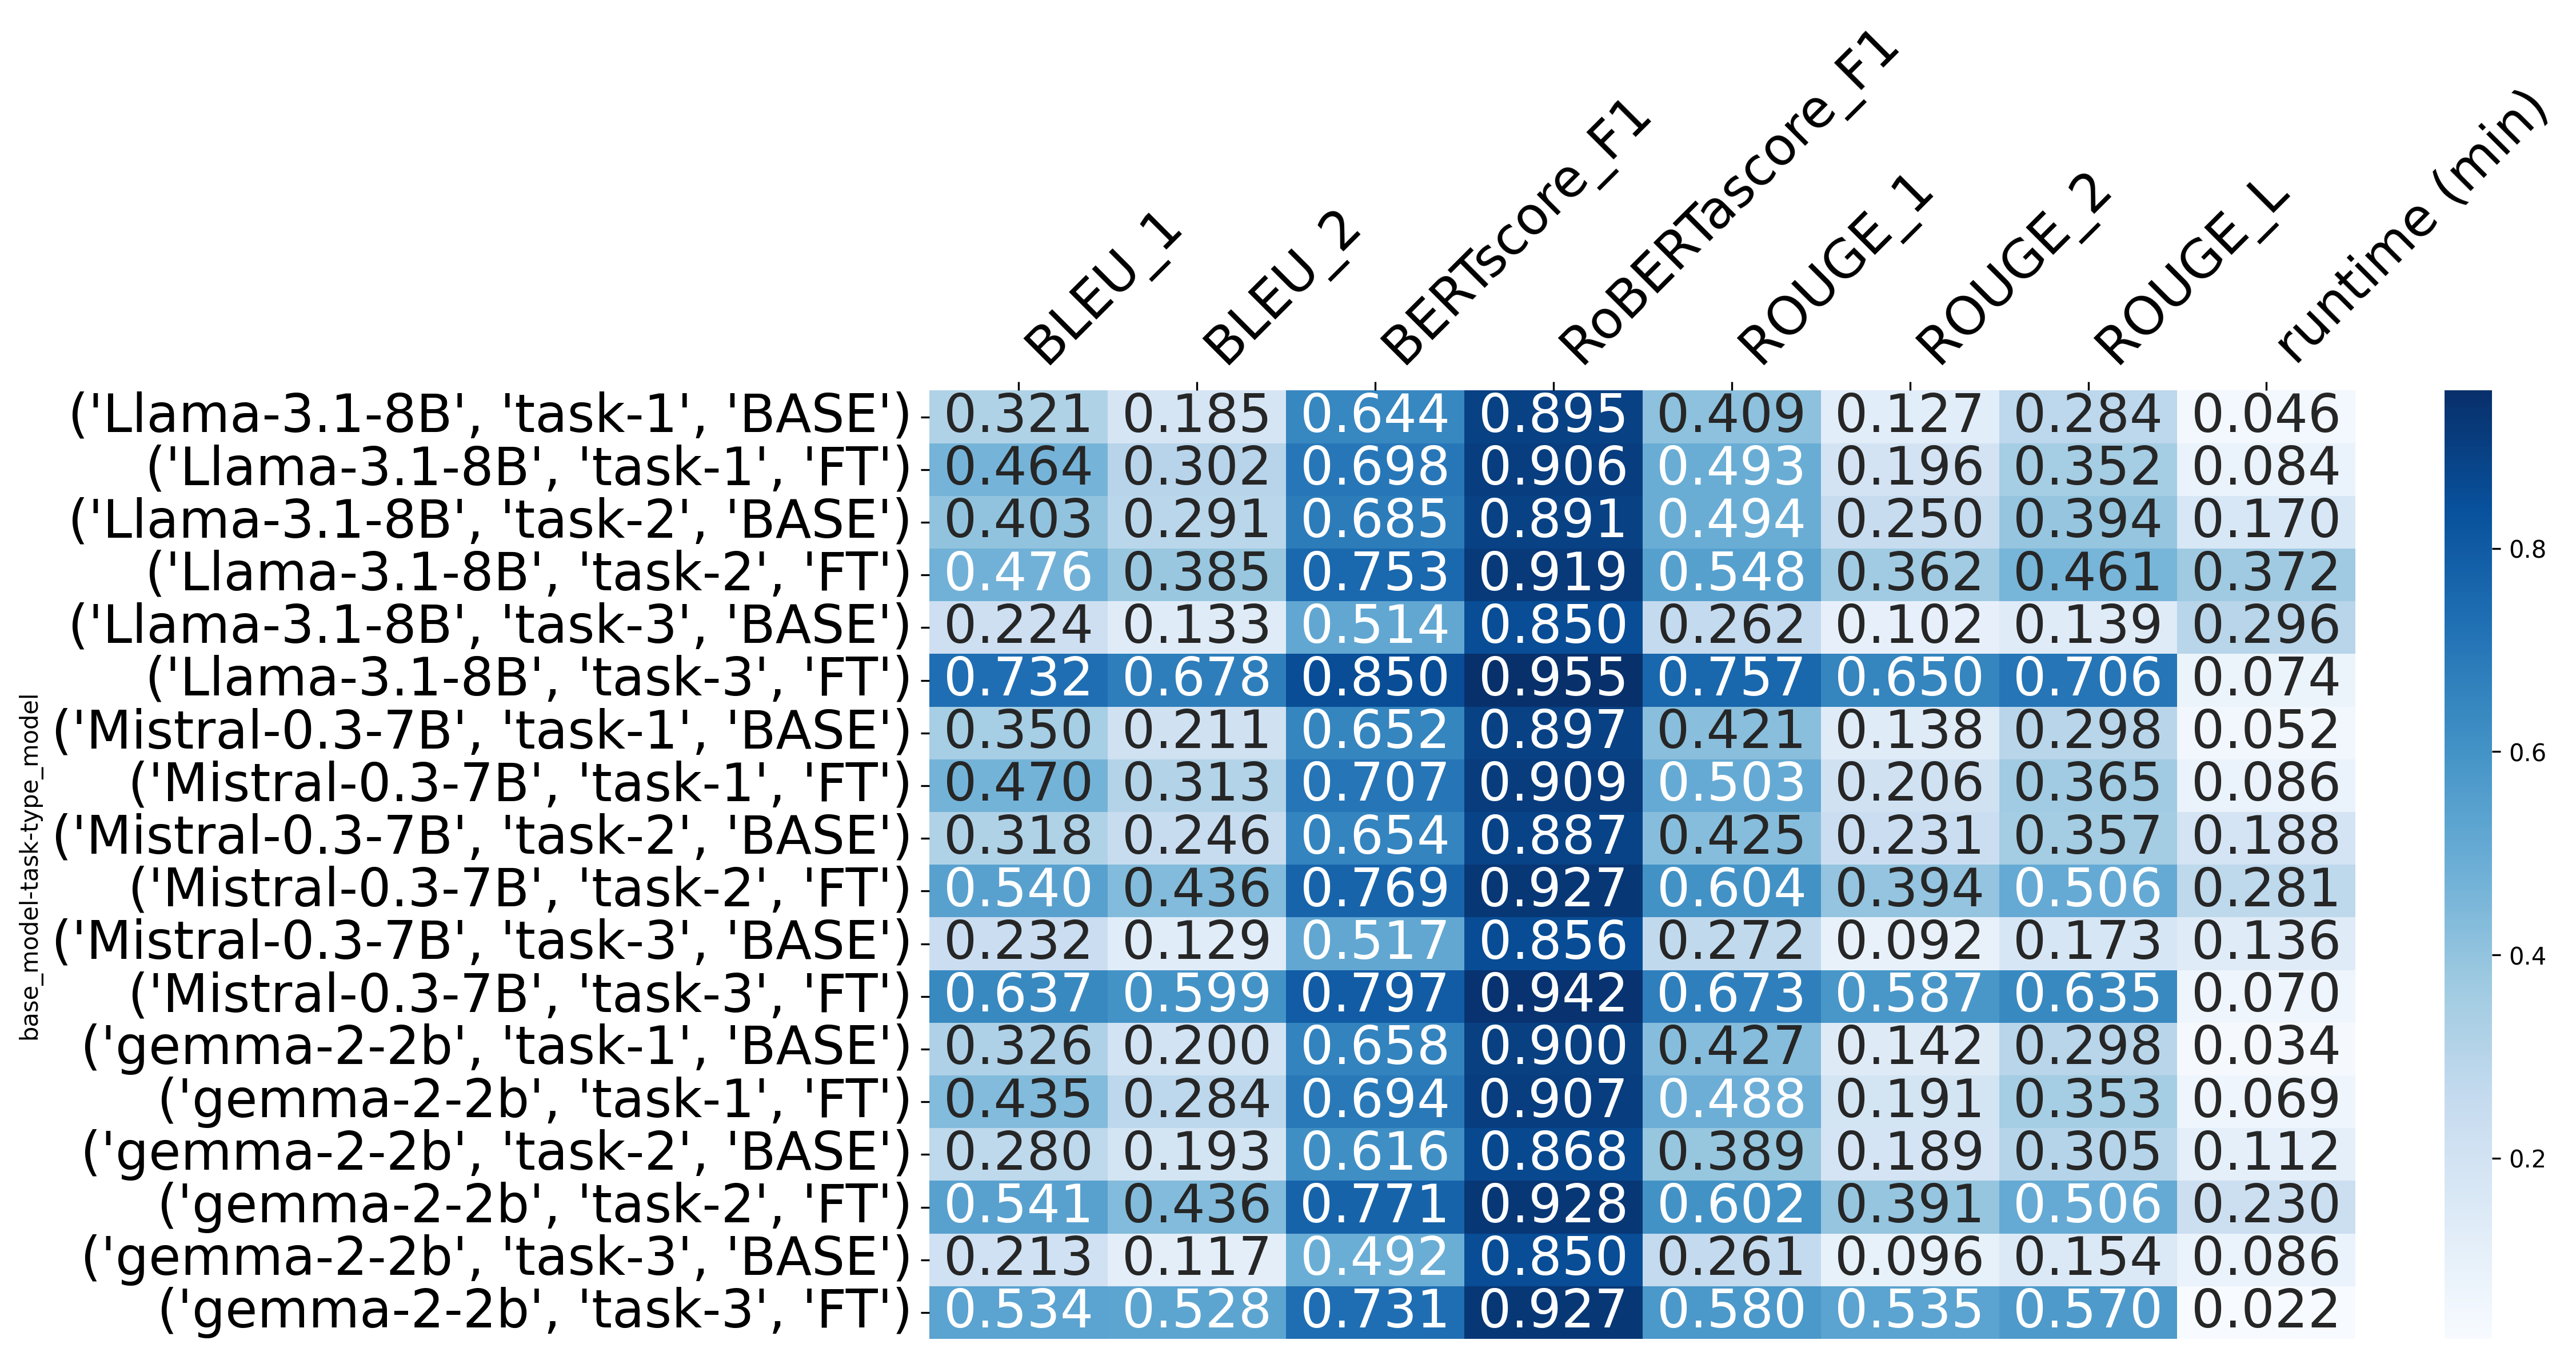 BLEU_1 BLEU_2 BERTscore_F1 RoBERTascore_F1 ROUGE_1 ROUGE_2 ROUGE_L runtime (min)
base_model-task-type_model
('Llama-3.1-8B', 'task-1', 'BASE') 0.321 0.185 0.644 0.895 0.409 0.127 0.284 0.046
('Llama-3.1-8B', 'task-1', 'FT') 0.464 0.302 0.698 0.906 0.493 0.196 0.352 0.084
('Llama-3.1-8B', 'task-2', 'BASE') 0.403 0.291 0.685 0.891 0.494 0.250 0.394 0.170
('Llama-3.1-8B', 'task-2', 'FT') 0.476 0.385 0.753 0.919 0.548 0.362 0.461 0.372
('Llama-3.1-8B', 'task-3', 'BASE') 0.224 0.133 0.514 0.850 0.262 0.102 0.139 0.296
('Llama-3.1-8B', 'task-3', 'FT') 0.732 0.678 0.850 0.955 0.757 0.650 0.706 0.074
('Mistral-0.3-7B', 'task-1', 'BASE') 0.350 0.211 0.652 0.897 0.421 0.138 0.298 0.052
('Mistral-0.3-7B', 'task-1', 'FT') 0.470 0.313 0.707 0.909 0.503 0.206 0.365 0.086
('Mistral-0.3-7B', 'task-2', 'BASE') 0.318 0.246 0.654 0.887 0.425 0.231 0.357 0.188
('Mistral-0.3-7B', 'task-2', 'FT') 0.540 0.436 0.769 0.927 0.604 0.394 0.506 0.281
('Mistral-0.3-7B', 'task-3', 'BASE') 0.232 0.129 0.517 0.856 0.272 0.092 0.173 0.136
('Mistral-0.3-7B', 'task-3', 'FT') 0.637 0.599 0.797 0.942 0.673 0.587 0.635 0.070
('gemma-2-2b', 'task-1', 'BASE') 0.326 0.200 0.658 0.900 0.427 0.142 0.298 0.034
('gemma-2-2b', 'task-1', 'FT') 0.435 0.284 0.694 0.907 0.488 0.191 0.353 0.069
('gemma-2-2b', 'task-2', 'BASE') 0.280 0.193 0.616 0.868 0.389 0.189 0.305 0.112
('gemma-2-2b', 'task-2', 'FT') 0.541 0.436 0.771 0.928 0.602 0.391 0.506 0.230
('gemma-2-2b', 'task-3', 'BASE') 0.213 0.117 0.492 0.850 0.261 0.096 0.154 0.086
('gemma-2-2b', 'task-3', 'FT') 0.534 0.528 0.731 0.927 0.580 0.535 0.570 0.022
0.8
0.6
0.4
0.2